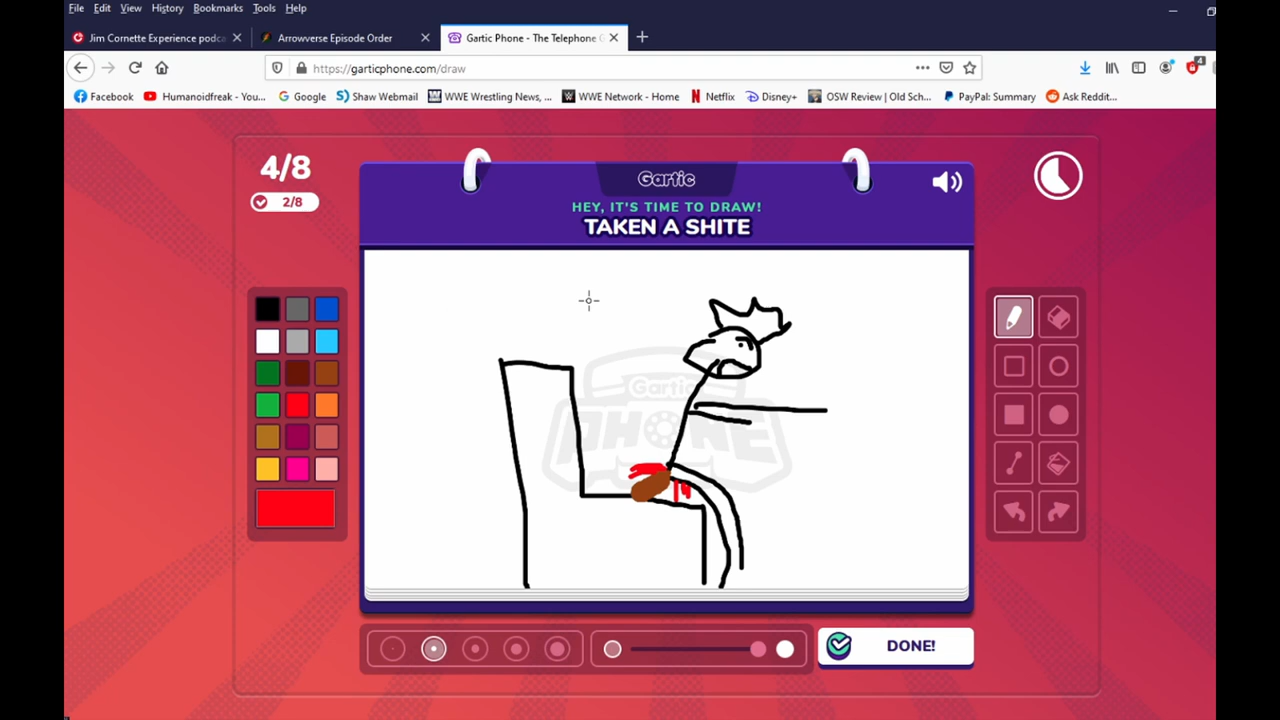 File Edit View History Bookmarks Tools Help
Jim Cornette Experience podca
Arrowverse Episode Order
Gartic Phone - The Telephone G
https://garticphone.com/draw
Facebook
Humanoidfreak - You...
Google
Shaw Webmail
WWE Wrestling News, ...
WWE Network - Home
Netflix
Disney+
OSW Review | Old Sch...
PayPal: Summary
Ask Reddit...
4
4/8
2/8
Gartic
HEY, IT'S TIME TO DRAW!
TAKEN A SHITE
Gartic
PHONE
DONE!